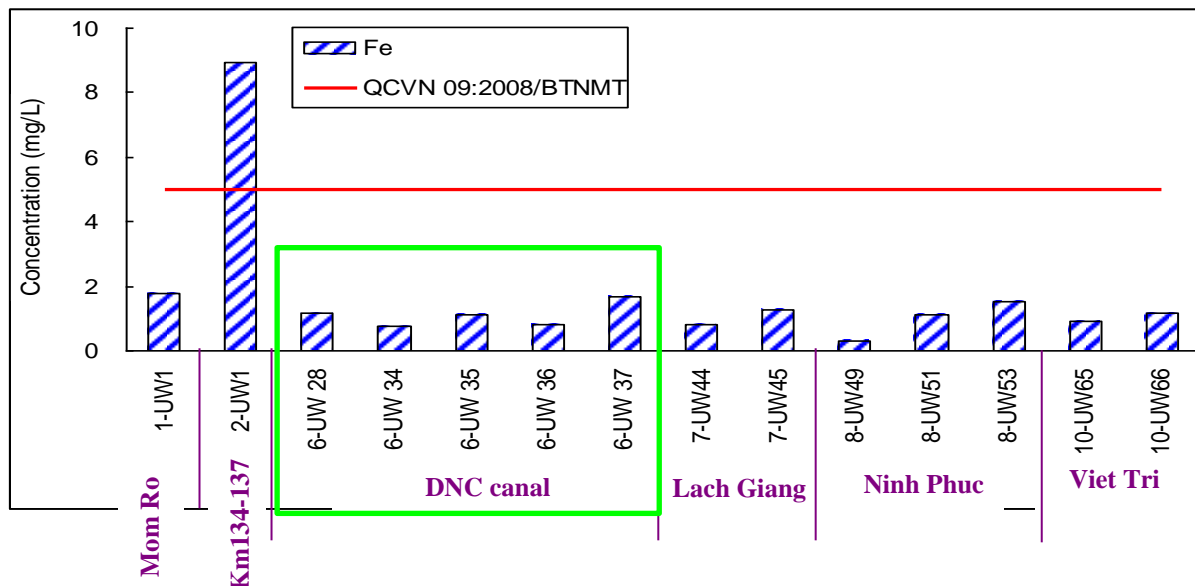 Concentration (mg/L)
10
8
6
4
2
0
Fe
QCVN 09:2008/BTNMT
1-UW1
2-UW1
6-UW 28
6-UW 34
6-UW 35
6-UW 36
6-UW 37
7-UW44
7-UW45
8-UW49
8-UW51
8-UW53
10-UW65
10-UW66
Mom Ro
Km134-137
DNC canal
Lach Giang
Ninh Phuc
Viet Tri